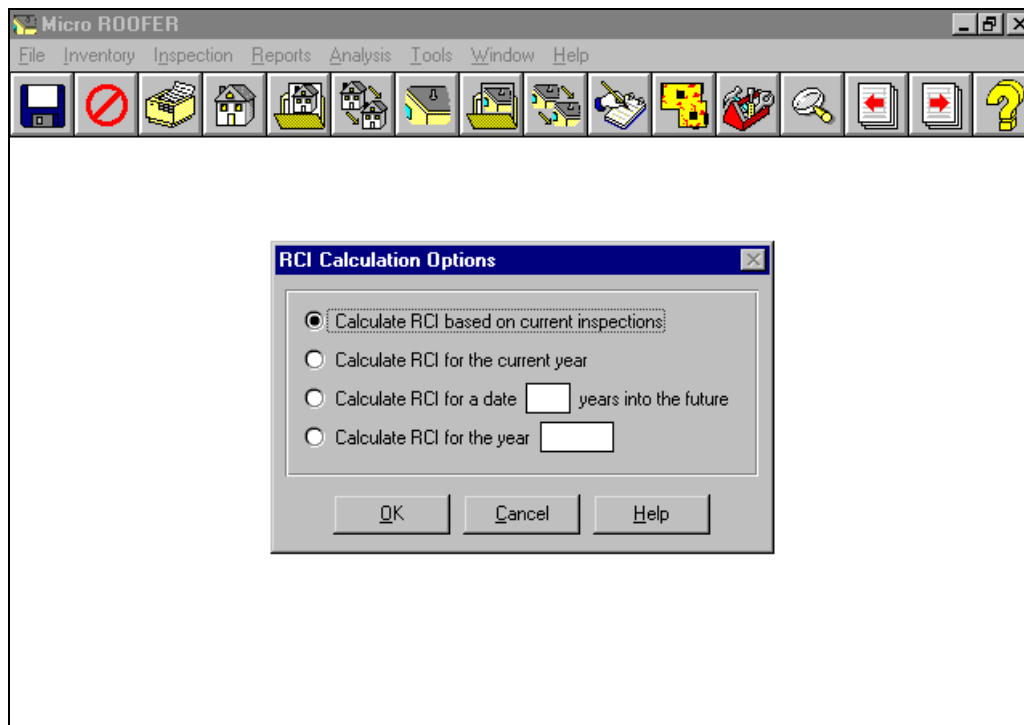 Micro ROOFER
File Inventory Inspection Reports Analysis Tools Window Help
RCI Calculation Options
Calculate RCI based on current inspections
Calculate RCI for the current year
Calculate RCI for a date years into the future
Calculate RCI for the year
OK Cancel Help